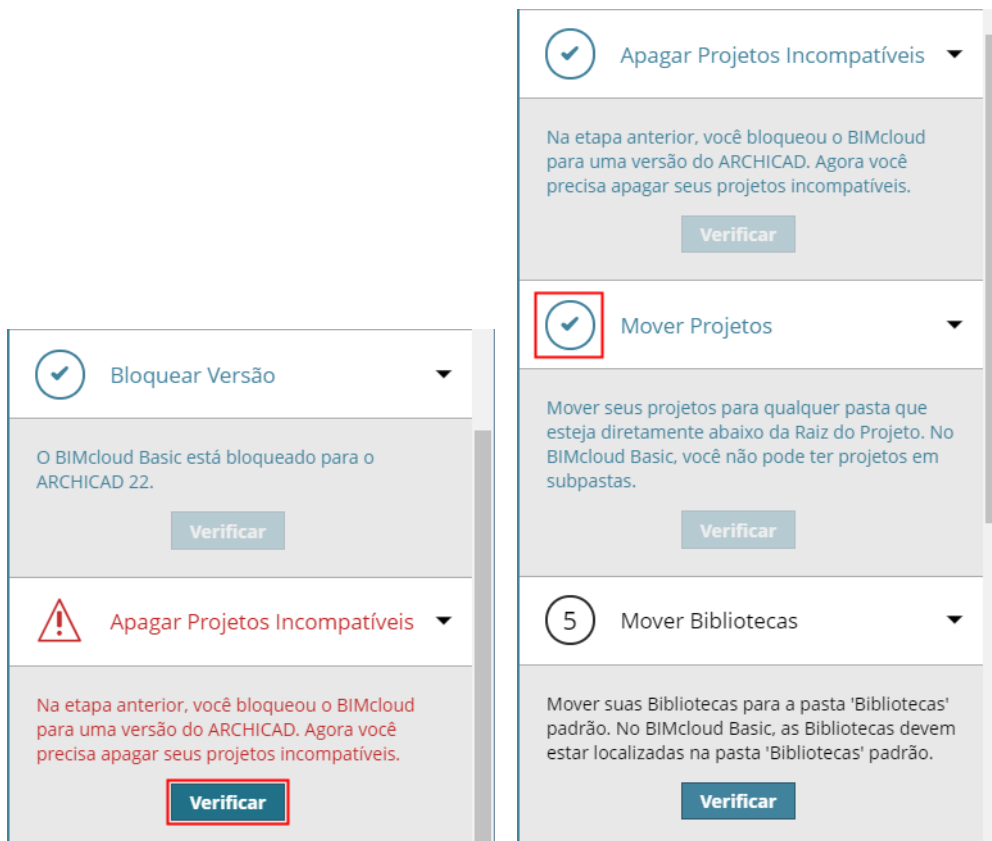 Bloquear Versão
O BIMcloud Basic está bloqueado para o
ARCHICAD 22.
Verificar
Apagar Projetos Incompatíveis
Na etapa anterior, você bloqueou o BIMcloud
para uma versão do ARCHICAD. Agora você
precisa apagar seus projetos incompatíveis.
Verificar
Apagar Projetos Incompatíveis
Na etapa anterior, você bloqueou o BIMcloud
para uma versão do ARCHICAD. Agora você
precisa apagar seus projetos incompatíveis.
Verificar
Mover Projetos
Mover seus projetos para qualquer pasta que
esteja diretamente abaixo da Raiz do Projeto. No
BIMcloud Basic, você não pode ter projetos em
subpastas.
Verificar
5 Mover Bibliotecas
Mover suas Bibliotecas para a pasta 'Bibliotecas'
padrão. No BIMcloud Basic, as Bibliotecas devem
estar localizadas na pasta 'Bibliotecas' padrão.
Verificar